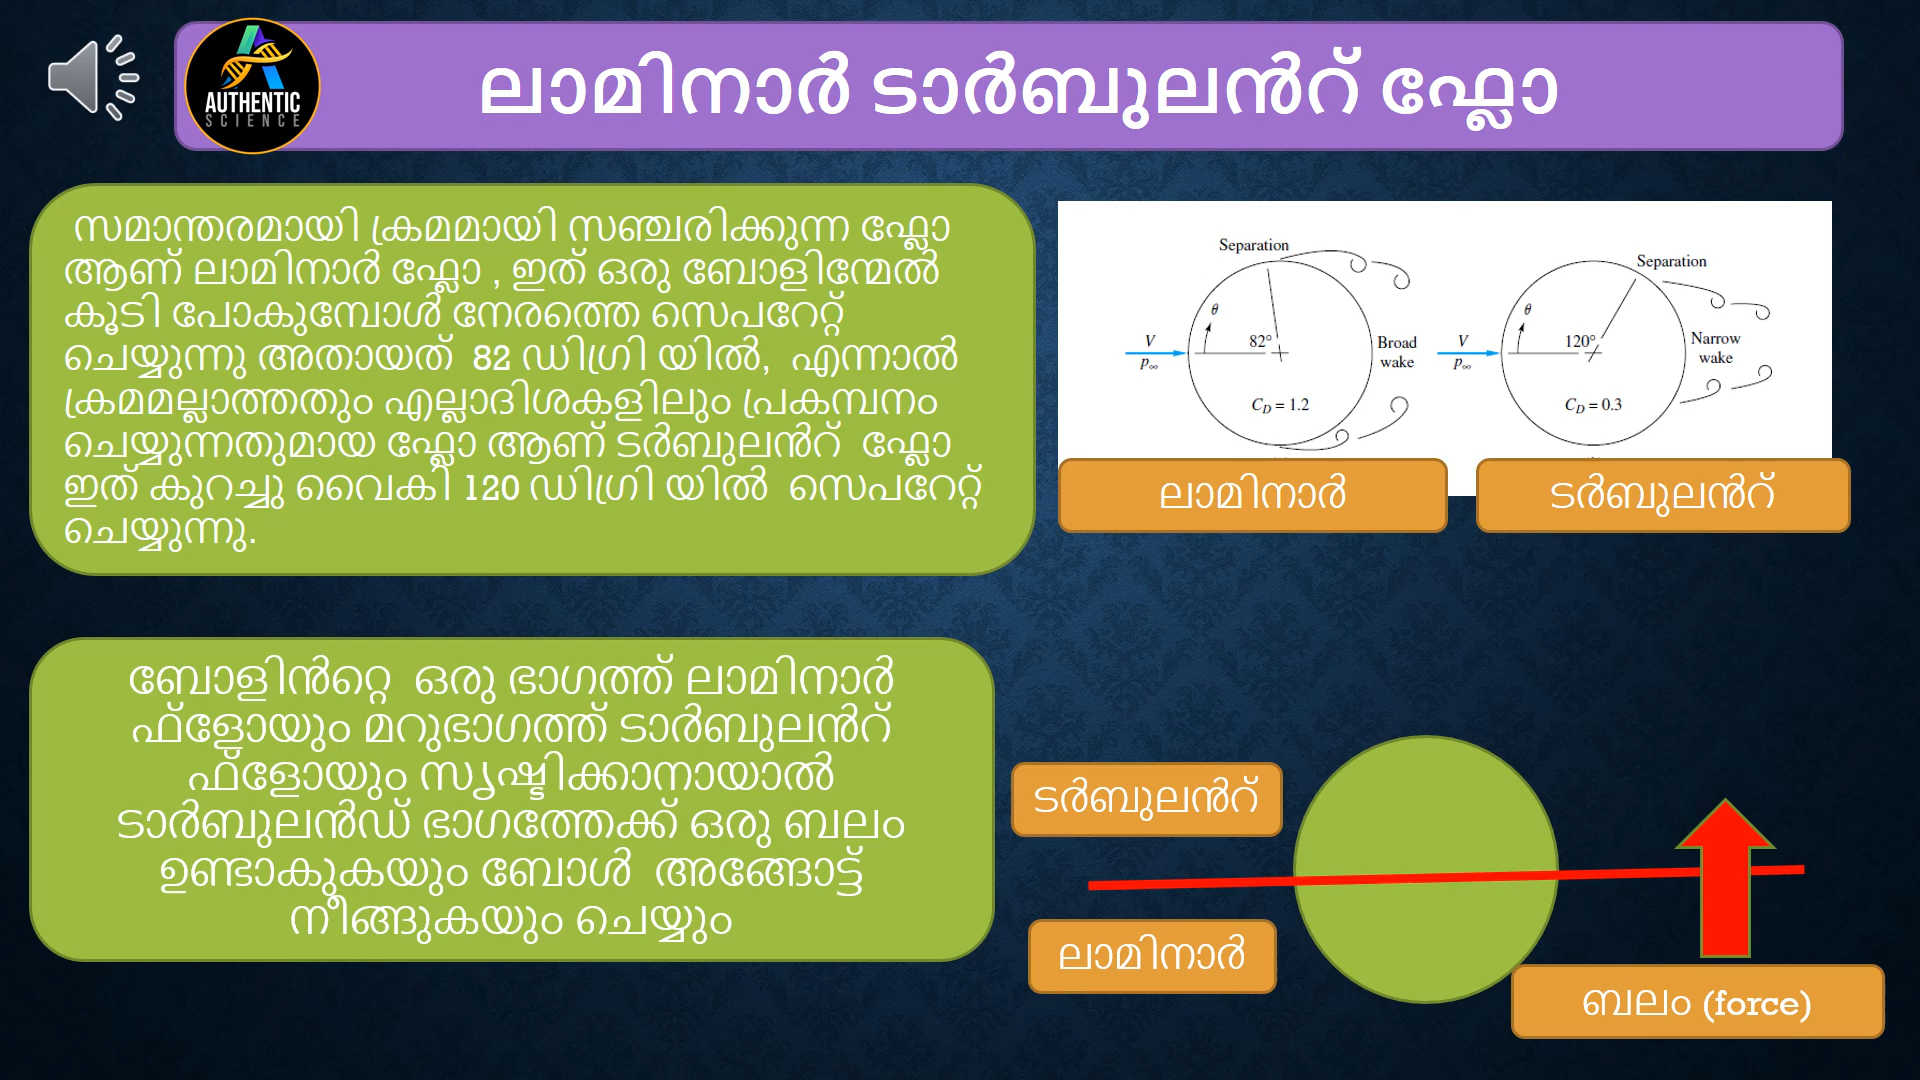 AUTHENTIC
SCIENCE
ലാമിനാർ ടാർബുലൻറ് ഫ്ലോ
സമാന്തരമായി ക്രമമായി സഞ്ചരിക്കുന്ന ഫ്ലോ
ആണ് ലാമിനാർ ഫ്ലോ , ഇത് ഒരു ബോളിന്മേൽ
കൂടി പോകുമ്പോൾ നേരത്തെ സെപറേറ്റ്
ചെയ്യുന്നു അതായത്  82 ഡിഗ്രി യിൽ,  എന്നാൽ
ക്രമമല്ലാത്തതും എല്ലാദിശകളിലും പ്രകമ്പനം
ചെയ്യുന്നതുമായ ഫ്ലോ ആണ് ടർബുലൻറ്  ഫ്ലോ
ഇത് കുറച്ചു വൈകി 120 ഡിഗ്രി യിൽ  സെപറേറ്റ്
ചെയ്യുന്നു.
Separation
θ
V
p∞
82°
Broad
wake
C_D = 1.2
Separation
θ
V
p∞
120°
Narrow
wake
C_D = 0.3
ലാമിനാർ
ടർബുലൻറ്
ബോളിൻറെ  ഒരു ഭാഗത്ത് ലാമിനാർ
ഫ്ളോയും മറുഭാഗത്ത് ടാർബുലൻറ്
ഫ്ളോയും സൃഷ്ടിക്കാനായാൽ
ടാർബുലൻഡ് ഭാഗത്തേക്ക് ഒരു ബലം
ഉണ്ടാകുകയും ബോൾ  അങ്ങോട്ട്
നീങ്ങുകയും ചെയ്യും
ടർബുലൻറ്
ലാമിനാർ
ബലം (force)